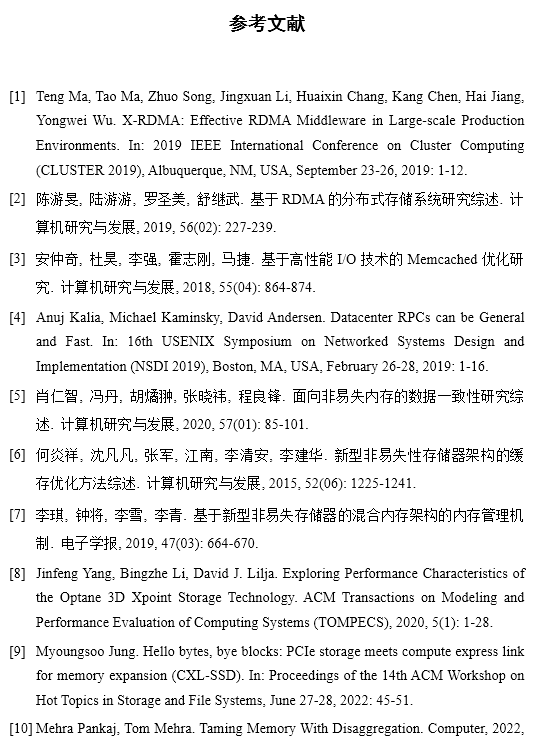 参考文献
[1] Teng Ma, Tao Ma, Zhuo Song, Jingxuan Li, Huaixin Chang, Kang Chen, Hai Jiang,
Yongwei Wu. X-RDMA: Effective RDMA Middleware in Large-scale Production
Environments. In: 2019 IEEE International Conference on Cluster Computing
(CLUSTER 2019), Albuquerque, NM, USA, September 23-26, 2019: 1-12.
[2] 陈游旻, 陆游游, 罗圣美, 舒继武. 基于 RDMA 的分布式存储系统研究综述. 计
算机研究与发展, 2019, 56(02): 227-239.
[3] 安仲奇, 杜昊, 李强, 霍志刚, 马捷. 基于高性能 I/O 技术的 Memcached 优化研
究. 计算机研究与发展, 2018, 55(04): 864-874.
[4] Anuj Kalia, Michael Kaminsky, David Andersen. Datacenter RPCs can be General
and Fast. In: 16th USENIX Symposium on Networked Systems Design and
Implementation (NSDI 2019), Boston, MA, USA, February 26-28, 2019: 1-16.
[5] 肖仁智, 冯丹, 胡燏翀, 张晓祎, 程良锋. 面向非易失内存的数据一致性研究综
述. 计算机研究与发展, 2020, 57(01): 85-101.
[6] 何炎祥, 沈凡凡, 张军, 江南, 李清安, 李建华. 新型非易失性存储器架构的缓
存优化方法综述. 计算机研究与发展, 2015, 52(06): 1225-1241.
[7] 李琪, 钟将, 李雪, 李青. 基于新型非易失存储器的混合内存架构的内存管理机
制. 电子学报, 2019, 47(03): 664-670.
[8] Jinfeng Yang, Bingzhe Li, David J. Lilja. Exploring Performance Characteristics of
the Optane 3D Xpoint Storage Technology. ACM Transactions on Modeling and
Performance Evaluation of Computing Systems (TOMPECS), 2020, 5(1): 1-28.
[9] Myoungsoo Jung. Hello bytes, bye blocks: PCIe storage meets compute express link
for memory expansion (CXL-SSD). In: Proceedings of the 14th ACM Workshop on
Hot Topics in Storage and File Systems, June 27-28, 2022: 45-51.
[10] Mehra Pankaj, Tom Mehra. Taming Memory With Disaggregation. Computer, 2022,